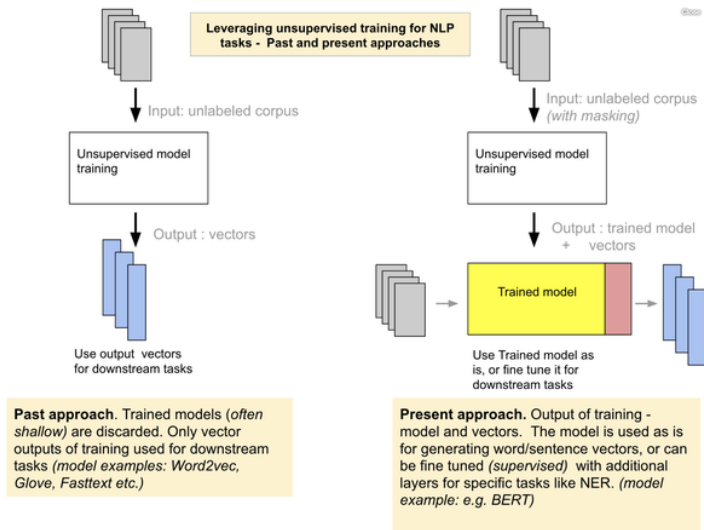 Close
Leveraging unsupervised training for NLP
tasks - Past and present approaches
Input: unlabeled corpus
Unsupervised model
training
Output : vectors
Use output vectors
for downstream tasks
Past approach. Trained models (often
shallow) are discarded. Only vector
outputs of training used for downstream
tasks (model examples: Word2vec,
Glove, Fasttext etc.)
Input: unlabeled corpus
(with masking)
Unsupervised model
training
Output : trained model
+ vectors
Trained model
Use Trained model as
is, or fine tune it for
downstream tasks
Present approach. Output of training -
model and vectors. The model is used as is
for generating word/sentence vectors, or can
be fine tuned (supervised) with additional
layers for specific tasks like NER. (model
example: e.g. BERT)